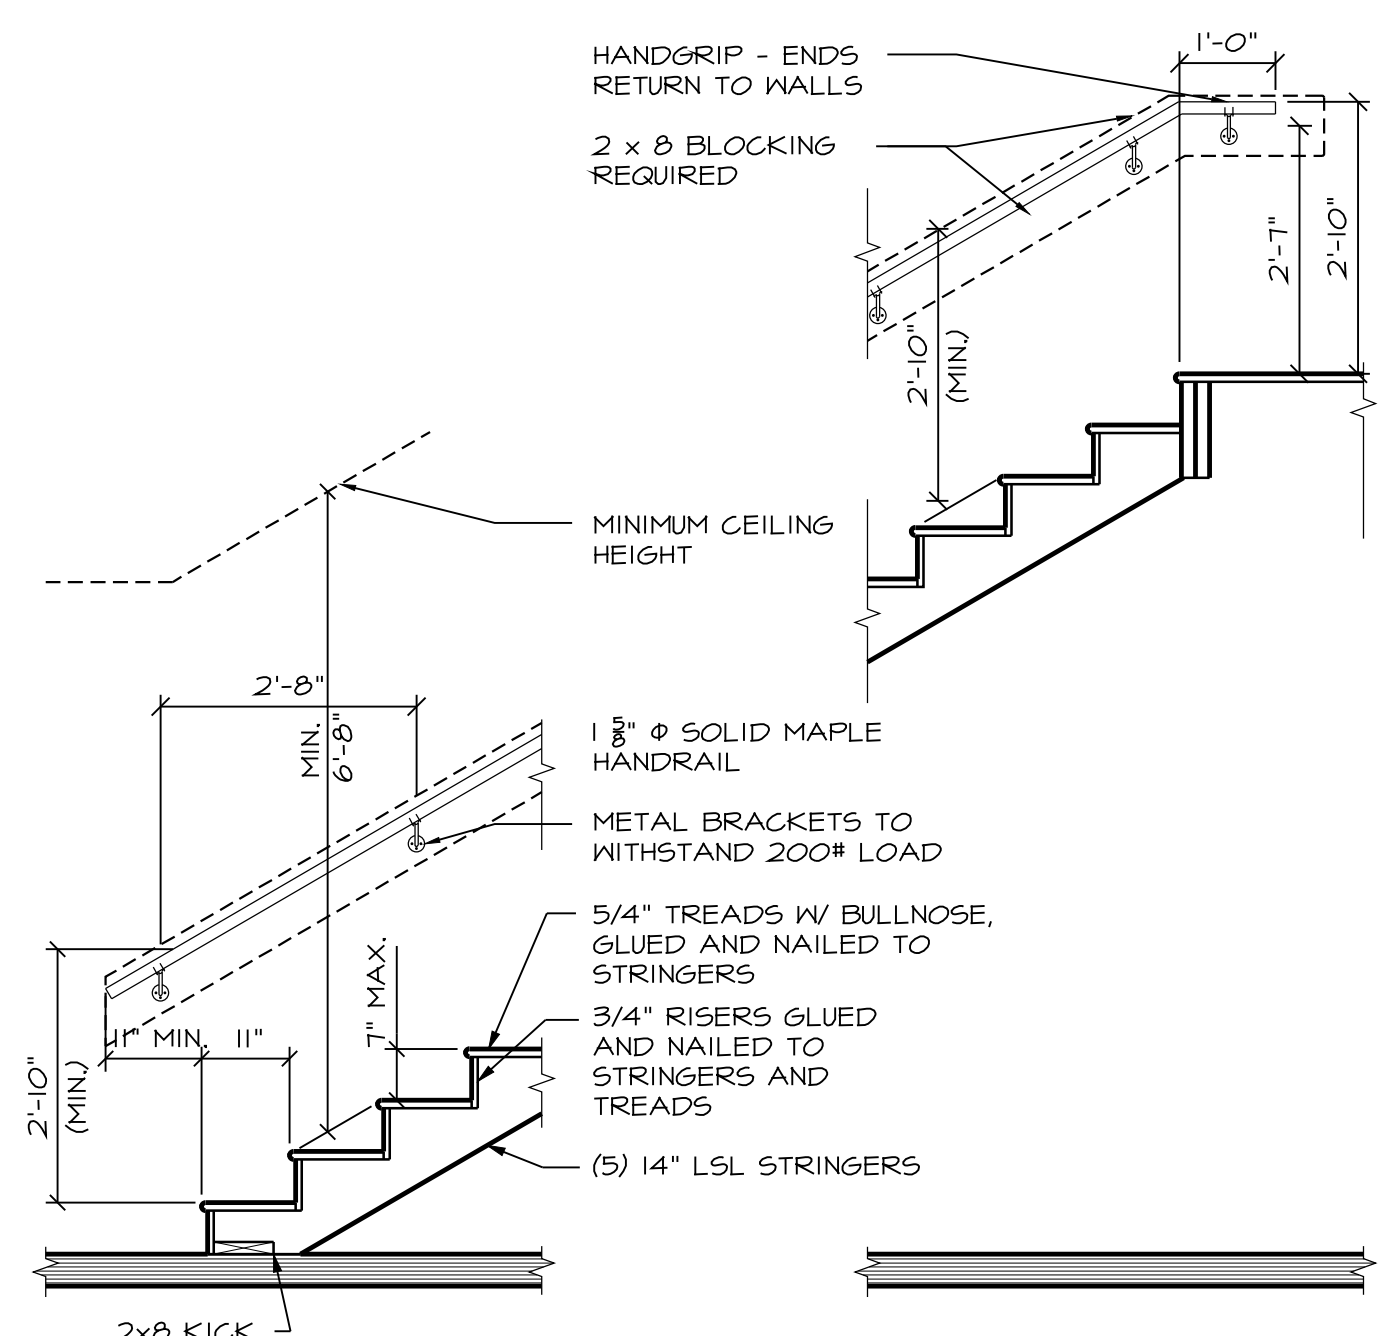 1'-0"
HANDGRIP - ENDS
RETURN TO WALLS
2 x 8 BLOCKING
REQUIRED
2'-7"
2'-10"
2'-10"
(MIN.)
MINIMUM CEILING
HEIGHT
2'-8"
MIN.
6'-8"
1 5/8" Φ SOLID MAPLE
HANDRAIL
METAL BRACKETS TO
WITHSTAND 200# LOAD
5/4" TREADS W/ BULLNOSE,
GLUED AND NAILED TO
STRINGERS
7" MAX.
3/4" RISERS GLUED
AND NAILED TO
STRINGERS AND
TREADS
11" MIN.
11"
2'-10"
(MIN.)
(5) 14" LSL STRINGERS
2x8 KICK